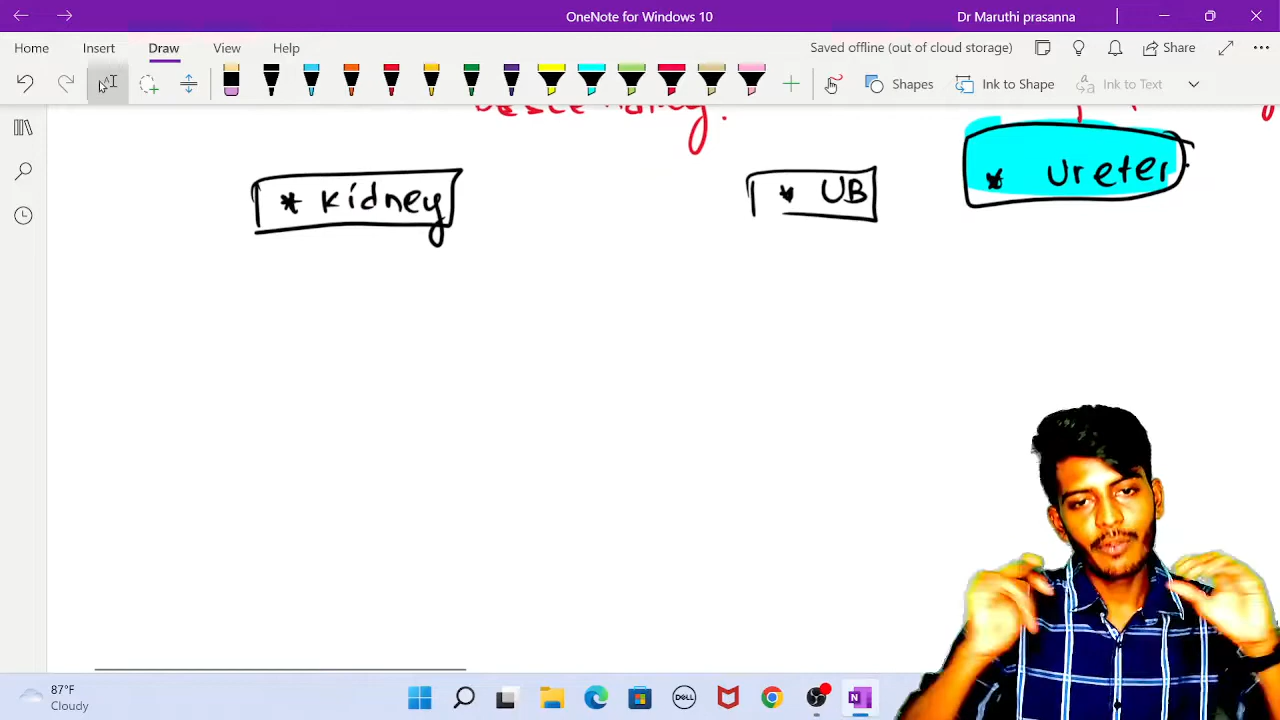 OneNote for Windows 10
Dr Maruthi prasanna
Home Insert Draw View Help
Saved offline (out of cloud storage)
Share
Shapes
Ink to Shape
Ink to Text
* Kidney
* UB
* Ureter
87°F
Cloudy
DELL
N